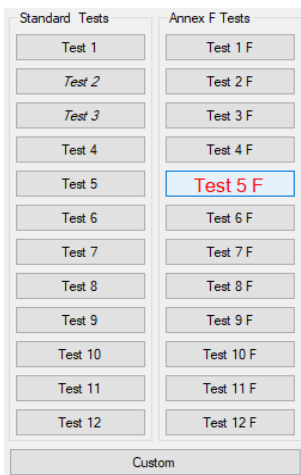 Standard Tests
Test 1
Test 2
Test 3
Test 4
Test 5
Test 6
Test 7
Test 8
Test 9
Test 10
Test 11
Test 12
Annex F Tests
Test 1 F
Test 2 F
Test 3 F
Test 4 F
Test 5 F
Test 6 F
Test 7 F
Test 8 F
Test 9 F
Test 10 F
Test 11 F
Test 12 F
Custom